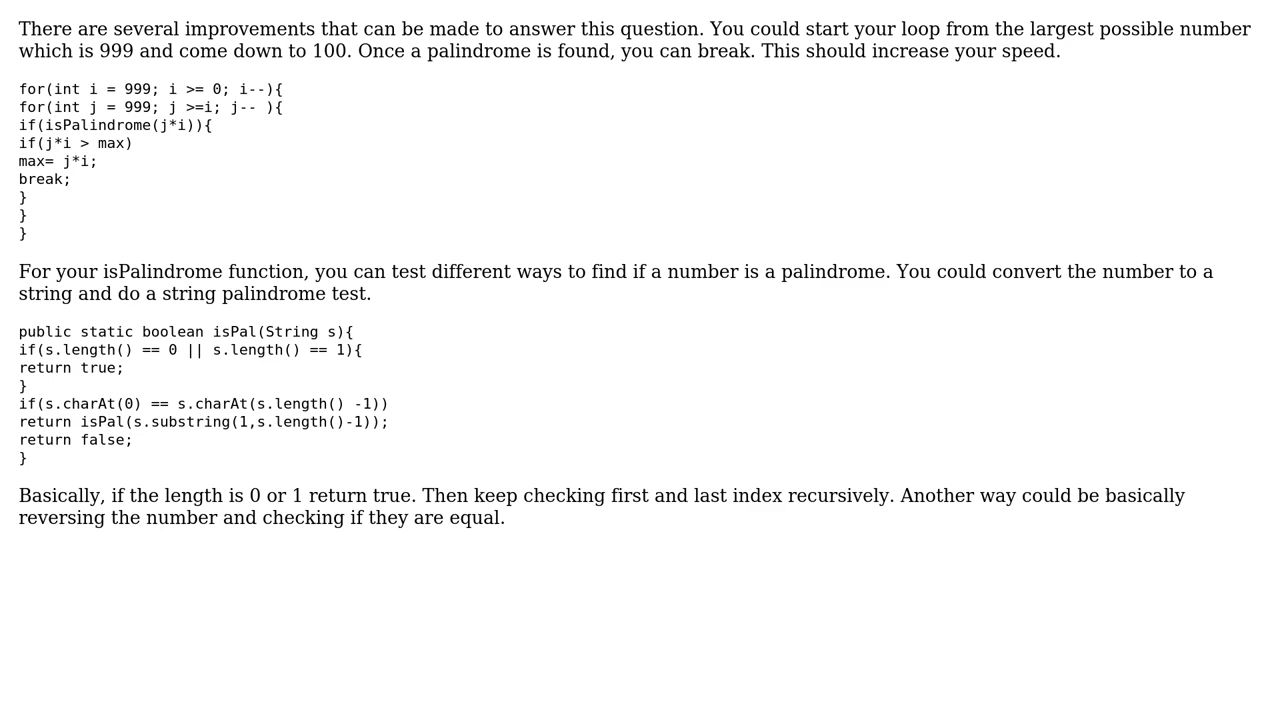 There are several improvements that can be made to answer this question. You could start your loop from the largest possible number
which is 999 and come down to 100. Once a palindrome is found, you can break. This should increase your speed.
for(int i = 999; i >= 0; i--){
for(int j = 999; j >=i; j-- ){
if(isPalindrome(j*i)){
if(j*i > max)
max= j*i;
break;
}
}
}
For your isPalindrome function, you can test different ways to find if a number is a palindrome. You could convert the number to a
string and do a string palindrome test.
public static boolean isPal(String s){
if(s.length() == 0 || s.length() == 1){
return true;
}
if(s.charAt(0) == s.charAt(s.length() -1))
return isPal(s.substring(1,s.length()-1));
return false;
}
Basically, if the length is 0 or 1 return true. Then keep checking first and last index recursively. Another way could be basically
reversing the number and checking if they are equal.